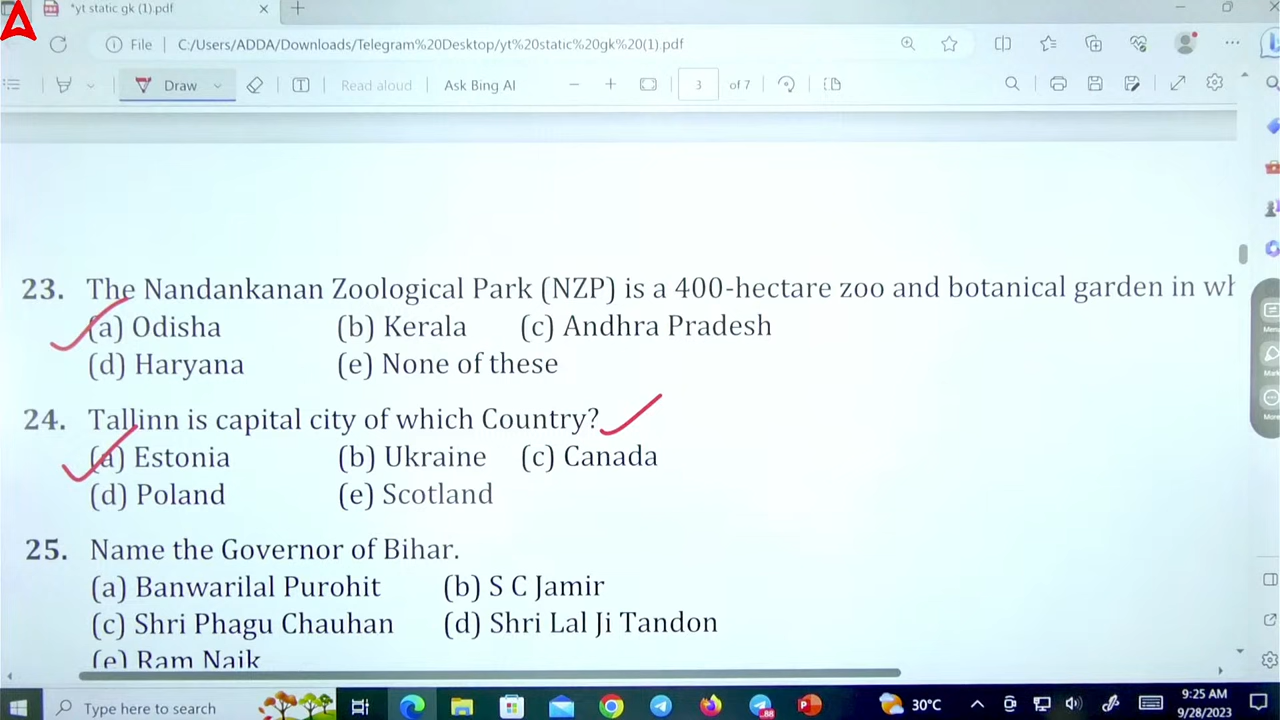 *yt static gk (1).pdf
File C:/Users/ADDA/Downloads/Telegram%20Desktop/yt%20static%20gk%20(1).pdf
Draw Read aloud Ask Bing AI 3 of 7
23. The Nandankanan Zoological Park (NZP) is a 400-hectare zoo and botanical garden in wh
(a) Odisha (b) Kerala (c) Andhra Pradesh
(d) Haryana (e) None of these
24. Tallinn is capital city of which Country?
(a) Estonia (b) Ukraine (c) Canada
(d) Poland (e) Scotland
25. Name the Governor of Bihar.
(a) Banwarilal Purohit (b) S C Jamir
(c) Shri Phagu Chauhan (d) Shri Lal Ji Tandon
(e) Ram Naik
Type here to search 88 30°C 9:25 AM
9/28/2023